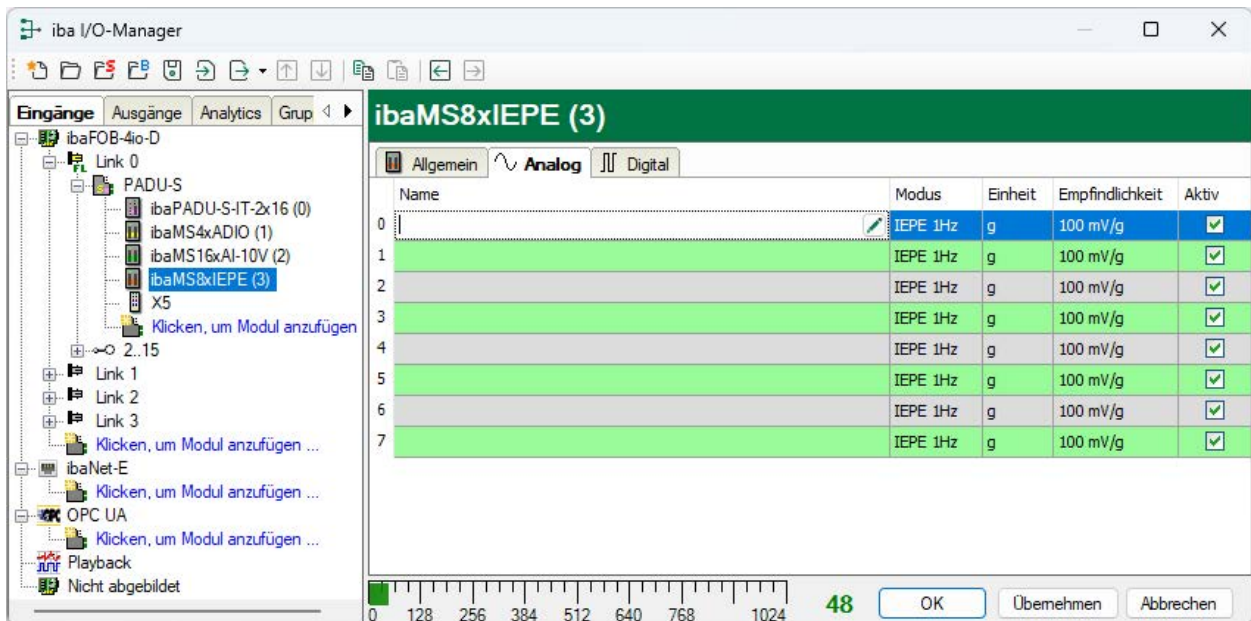 iba I/O-Manager
Eingänge Ausgänge Analytics Grup
ibaFOB-4io-D
Link 0
FL
PADU-S
ibaPADU-S-IT-2x16 (0)
ibaMS4xADIO (1)
ibaMS16xAI-10V (2)
ibaMS8xIEPE (3)
X5
Klicken, um Modul anzufügen
2..15
Link 1
Link 2
Link 3
Klicken, um Modul anzufügen ...
ibaNet-E
Klicken, um Modul anzufügen ...
OPC UA
Klicken, um Modul anzufügen ...
Playback
Nicht abgebildet
ibaMS8xIEPE (3)
Allgemein Analog Digital
Name Modus Einheit Empfindlichkeit Aktiv
0 IEPE 1Hz g 100 mV/g
1 IEPE 1Hz g 100 mV/g
2 IEPE 1Hz g 100 mV/g
3 IEPE 1Hz g 100 mV/g
4 IEPE 1Hz g 100 mV/g
5 IEPE 1Hz g 100 mV/g
6 IEPE 1Hz g 100 mV/g
7 IEPE 1Hz g 100 mV/g
0 128 256 384 512 640 768 1024
48 OK Übernehmen Abbrechen